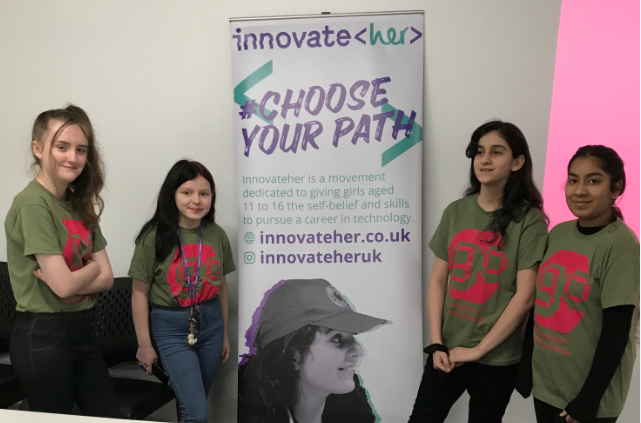 innovate<her>
#CHOOSE
YOUR PATH
Innovateher is a movement
dedicated to giving girls aged
11 to 16 the self-belief and skills
to pursue a career in technology.
innovateher.co.uk
innovateheruk